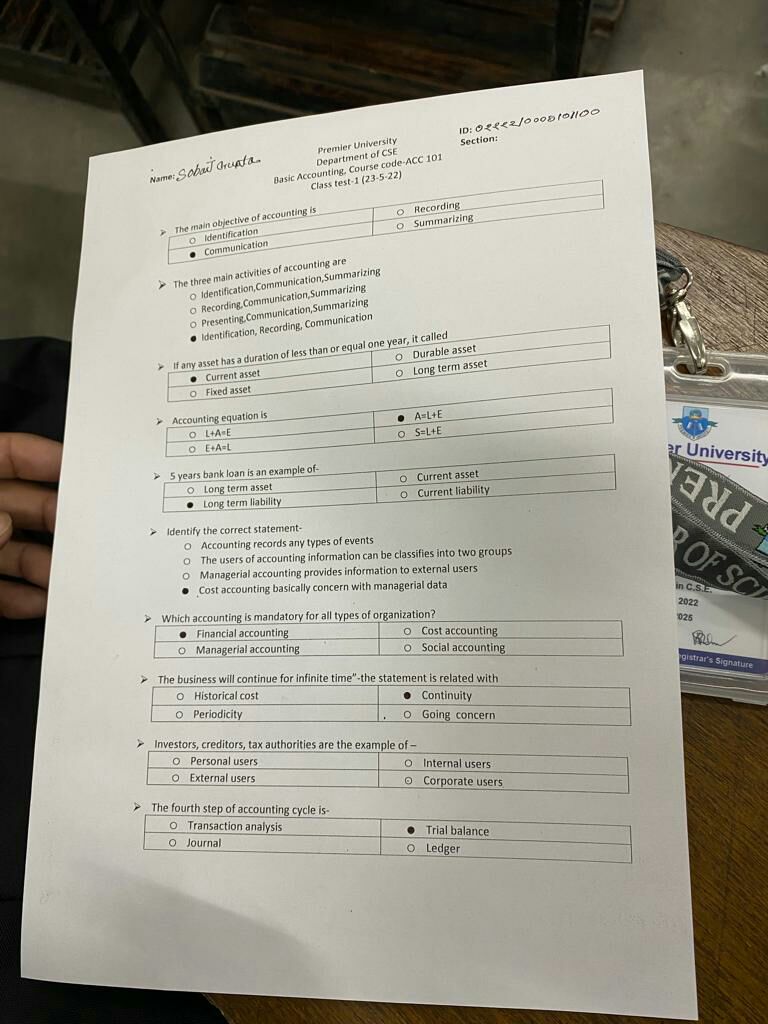 Premier University
Department of CSE
Basic Accounting, Course code-ACC 101
Class test-1 (23-5-22)
Name:
ID:
Section:
➢ The main objective of accounting is
○ Identification
○ Recording
● Communication
○ Summarizing
➢ The three main activities of accounting are
○ Identification,Communication,Summarizing
○ Recording,Communication,Summarizing
○ Presenting,Communication,Summarizing
● Identification, Recording, Communication
➢ If any asset has a duration of less than or equal one year, it called
● Current asset
○ Durable asset
○ Fixed asset
○ Long term asset
➢ Accounting equation is
○ L+A=E
● A=L+E
○ E+A=L
○ S=L+E
➢ 5 years bank loan is an example of-
○ Long term asset
○ Current asset
● Long term liability
○ Current liability
➢ Identify the correct statement-
○ Accounting records any types of events
○ The users of accounting information can be classifies into two groups
○ Managerial accounting provides information to external users
● Cost accounting basically concern with managerial data
➢ Which accounting is mandatory for all types of organization?
● Financial accounting
○ Cost accounting
○ Managerial accounting
○ Social accounting
➢ The business will continue for infinite time"-the statement is related with
○ Historical cost
● Continuity
○ Periodicity
○ Going concern
➢ Investors, creditors, tax authorities are the example of –
○ Personal users
○ Internal users
○ External users
⊙ Corporate users
➢ The fourth step of accounting cycle is-
○ Transaction analysis
● Trial balance
○ Journal
○ Ledger
er University
PRE
OF SCI
in C.S.E.
2022
025
gistrar's Signature